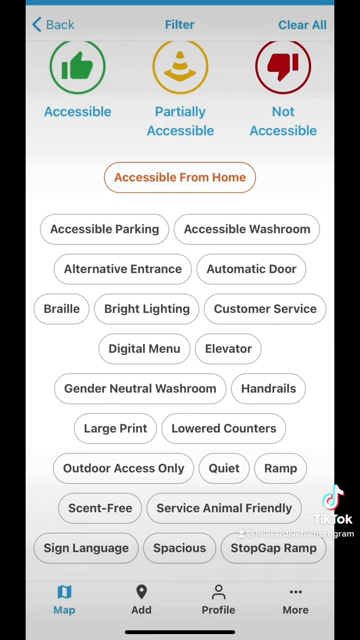 Back Filter Clear All
Accessible Partially Accessible Not Accessible
Accessible From Home
Accessible Parking Accessible Washroom
Alternative Entrance Automatic Door
Braille Bright Lighting Customer Service
Digital Menu Elevator
Gender Neutral Washroom Handrails
Large Print Lowered Counters
Outdoor Access Only Quiet Ramp
Scent-Free Service Animal Friendly
TikTok
Sign Language Spacious StopGap Ramp
Map Add Profile More